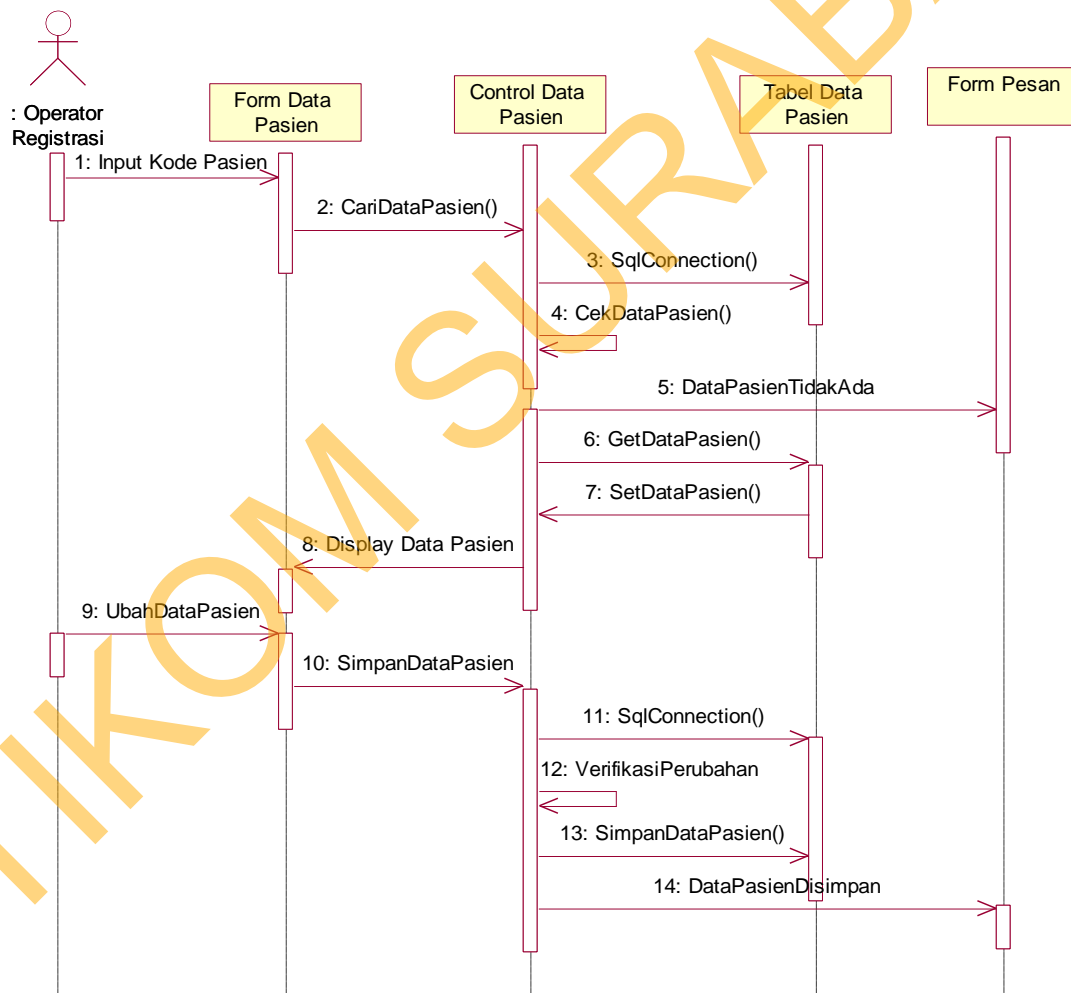 : Operator
Registrasi
Form Data
Pasien
Control Data
Pasien
Tabel Data
Pasien
Form Pesan
1: Input Kode Pasien
2: CariDataPasien()
3: SqlConnection()
4: CekDataPasien()
5: DataPasienTidakAda
6: GetDataPasien()
7: SetDataPasien()
8: Display Data Pasien
9: UbahDataPasien
10: SimpanDataPasien
11: SqlConnection()
12: VerifikasiPerubahan
13: SimpanDataPasien()
14: DataPasienDisimpan
IKOM SURAB